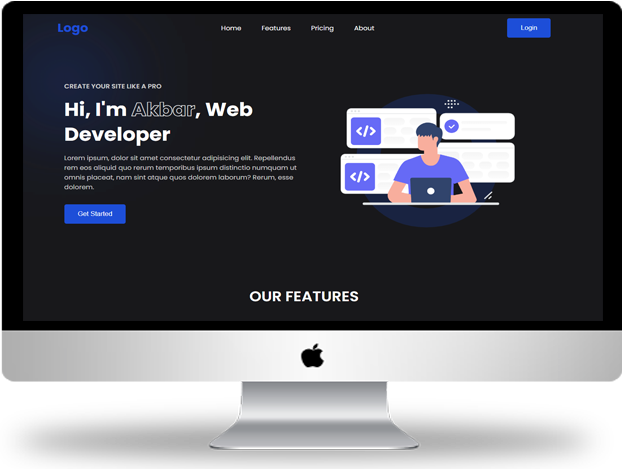 Logo
Home Features Pricing About Login
CREATE YOUR SITE LIKE A PRO
Hi, I'm Akbar, Web
Developer
Lorem ipsum, dolor sit amet consectetur adipisicing elit. Repellendus
rem eos aliquid quo rerum temporibus ipsum distinctio numquam ut
omnis placeat, nam sint atque quos dolorem laborum? Rerum, esse
dolorem.
Get Started
</>
</>
OUR FEATURES